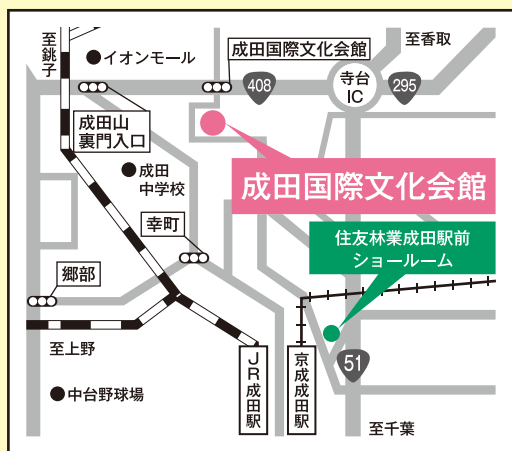 至銚子
イオンモール
成田国際文化会館
至香取
408
寺台
IC
295
成田山
裏門入口
成田
中学校
成田国際文化会館
幸町
住友林業成田駅前
ショールーム
郷部
至上野
JR成田駅
京成成田駅
51
中台野球場
至千葉